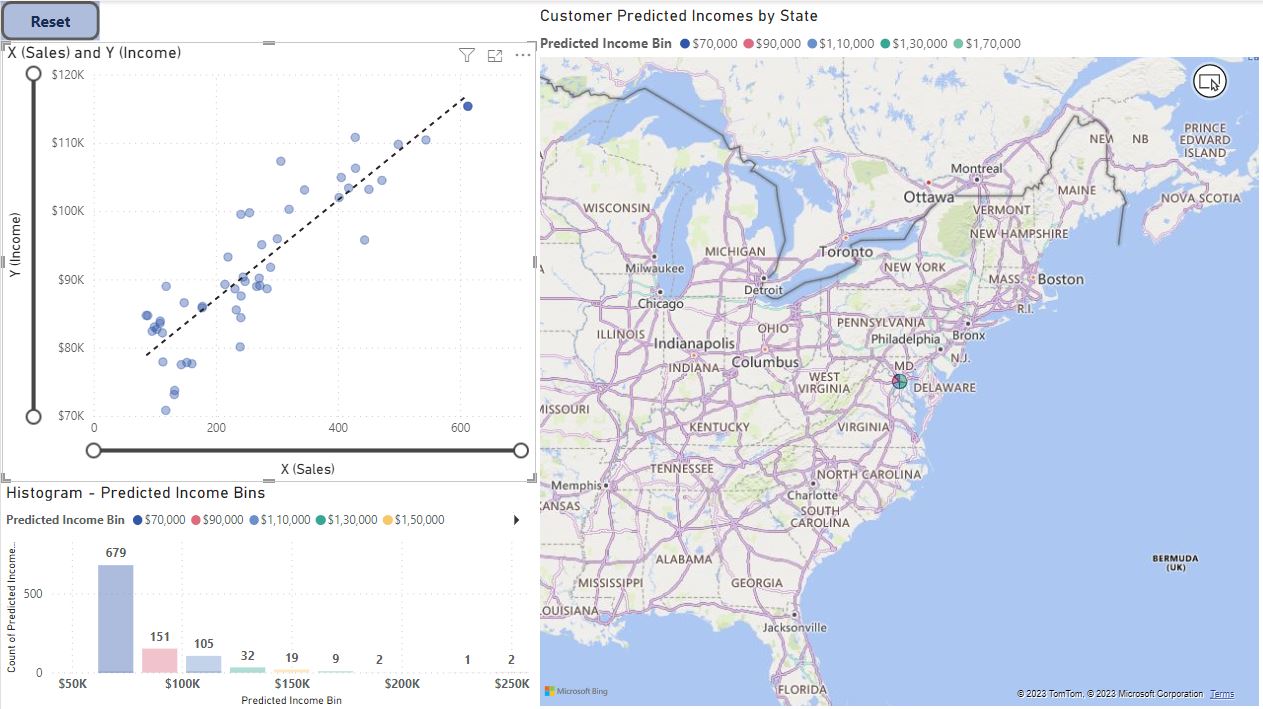 Reset
X (Sales) and Y (Income)
Y (Income)
$120K
$110K
$100K
$90K
$80K
$70K
0 200 400 600
X (Sales)
Histogram - Predicted Income Bins
Predicted Income Bin $70,000 $90,000 $1,10,000 $1,30,000 $1,50,000
Count of Predicted Income...
500
0
679
151
105
32
19
9
2
1
2
$50K $100K $150K $200K $250K
Predicted Income Bin
Customer Predicted Incomes by State
Predicted Income Bin $70,000 $90,000 $1,10,000 $1,30,000 $1,70,000
NB
PRINCE
EDWARD
ISLAND
Montreal
Ottawa
MAINE
NOVA SCOTIA
WISCONSIN
VERMONT
NEW HAMPSHIRE
MICHIGAN
Toronto
Milwaukee
NEW YORK
MASS.
Boston
Detroit
Chicago
R.I.
ILLINOIS
OHIO
PENNSYLVANIA
Bronx
Indianapolis
Philadelphia
Columbus
N.J.
INDIANA
MD.
WEST
VIRGINIA
DELAWARE
KENTUCKY
VIRGINIA
TENNESSEE
NORTH CAROLINA
Memphis
Charlotte
SOUTH
CAROLINA
ALABAMA
BERMUDA
(UK)
MISSISSIPPI
GEORGIA
Jacksonville
FLORIDA
Microsoft Bing
© 2023 TomTom, © 2023 Microsoft Corporation Terms